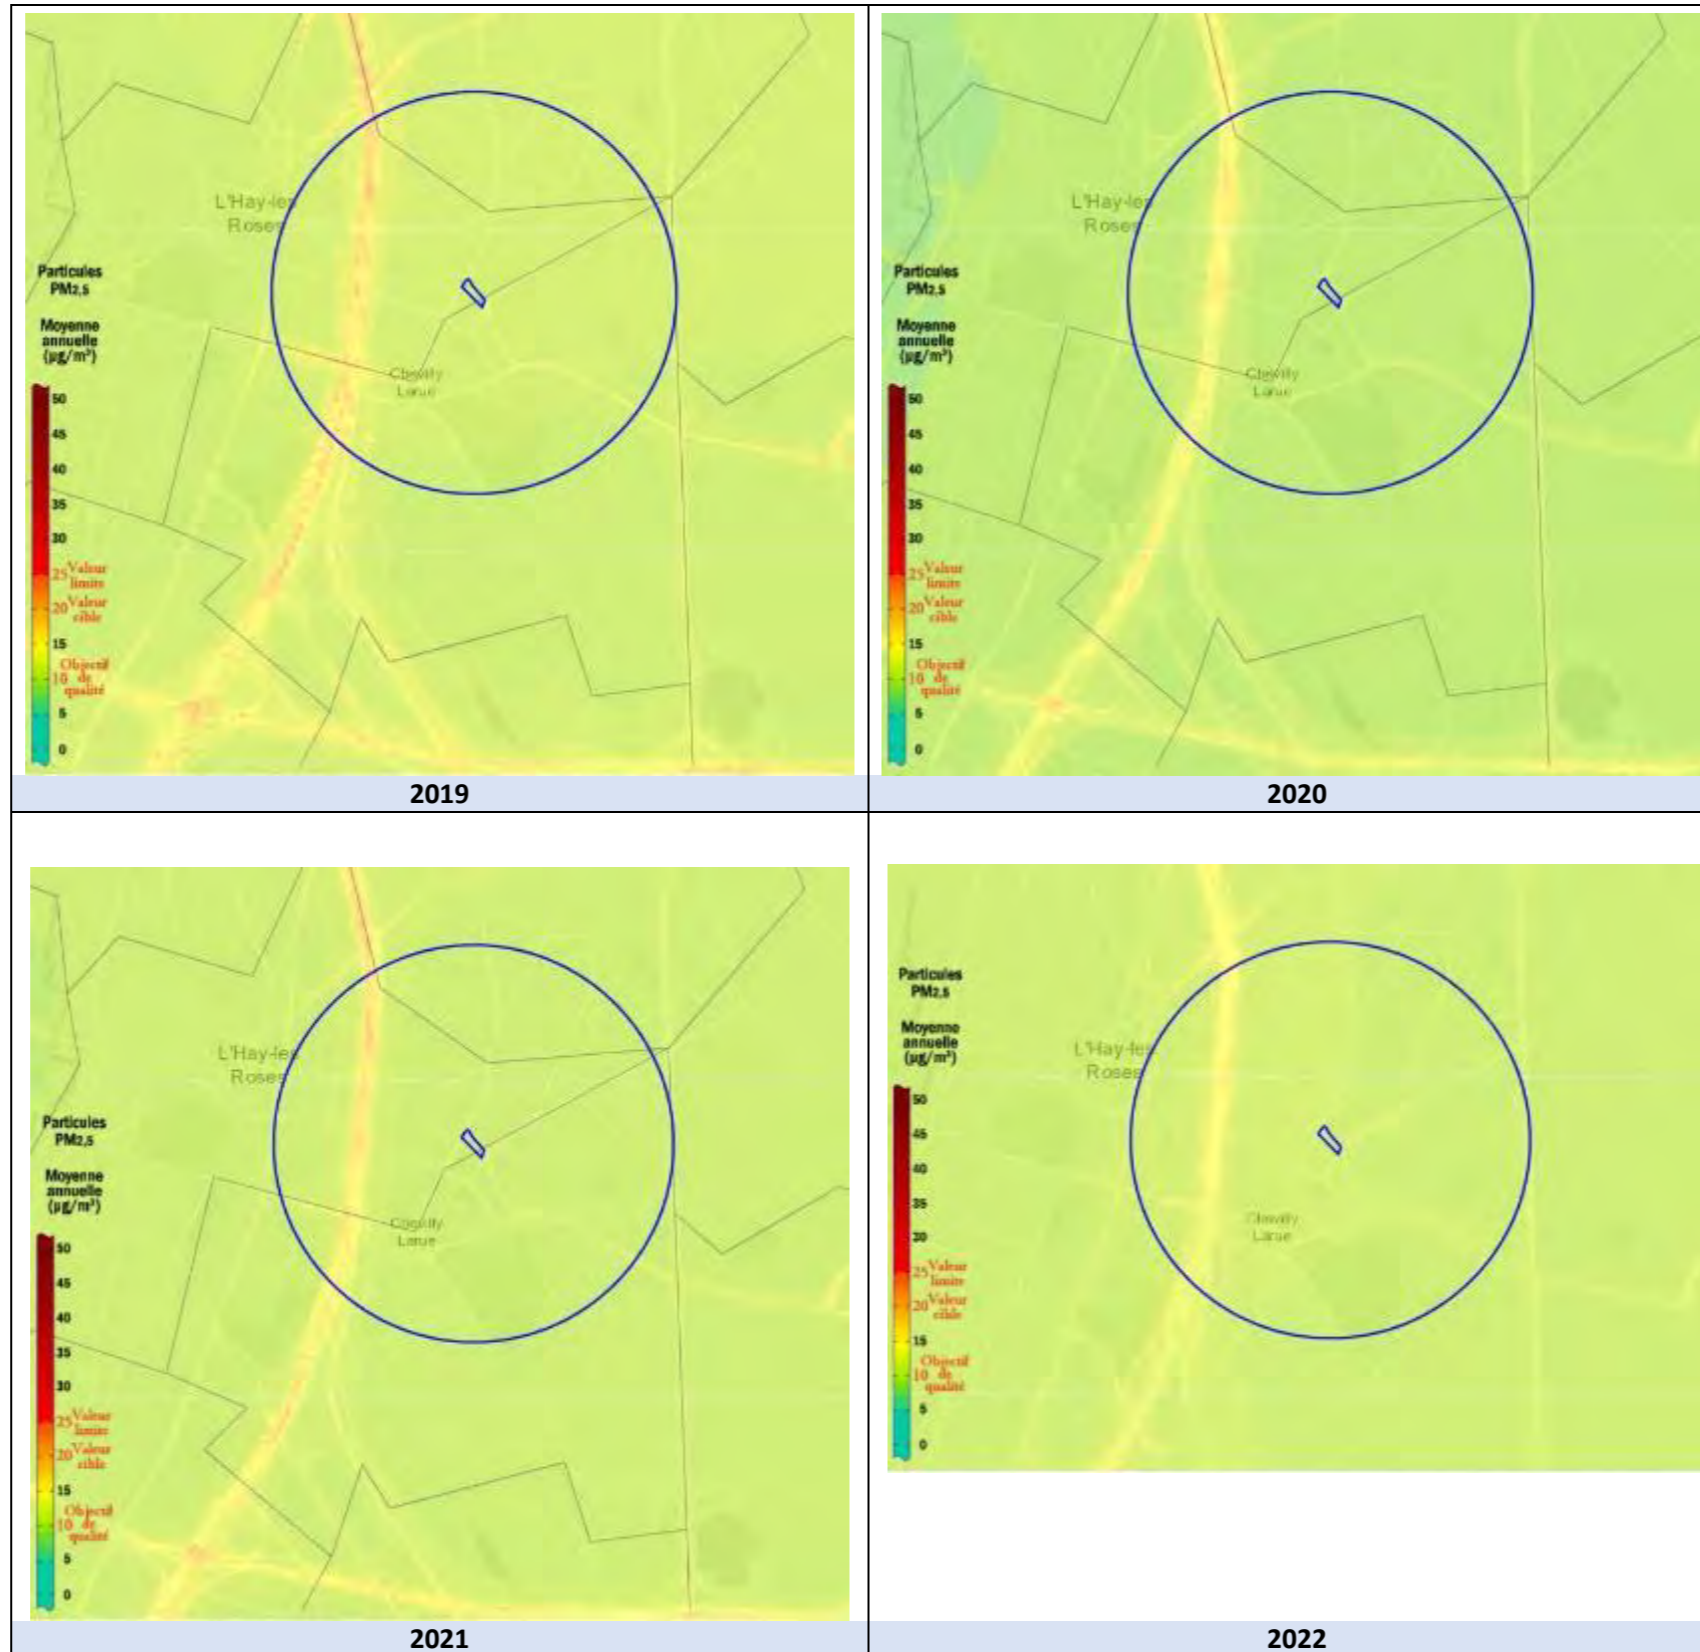 L'Hay-les
Roses
Particules
PM2,5
Moyenne
annuelle
(µg/m³)
Chevilly
Larue
50
45
40
35
30
25 Valeur
limite
20 Valeur
cible
15
Objectif
10 de
qualité
5
0
2019
L'Hay-les
Roses
Particules
PM2,5
Moyenne
annuelle
(µg/m³)
Chevilly
Larue
50
45
40
35
30
25 Valeur
limite
20 Valeur
cible
15
Objectif
10 de
qualité
5
0
2020
L'Hay-les
Roses
Particules
PM2,5
Moyenne
annuelle
(µg/m³)
Chevilly
Larue
50
45
40
35
30
25 Valeur
limite
20 Valeur
cible
15
Objectif
10 de
qualité
5
0
2021
Particules
PM2,5
Moyenne
annuelle
(µg/m³)
L'Hay-les
Roses
Chevilly
Larue
50
45
40
35
30
25 Valeur
limite
20 Valeur
cible
15
Objectif
10 de
qualité
5
0
2022